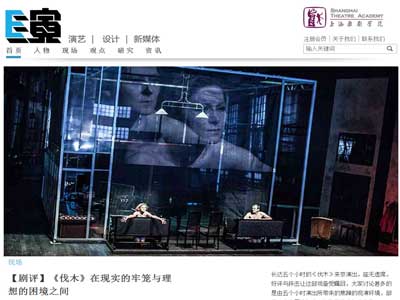 E案
演艺 | 设计 | 新媒体
SHANGHAI
THEATRE ACADEMY
上海戏剧学院
注册会员 | 关于我们 | 联系我们
首页 人物 现场 观点 研究 资讯
输入关键词
现场
【剧评】《伐木》在现实的牢笼与理
想的困境之间
长达五个小时的《伐木》来京演出，座无虚席。